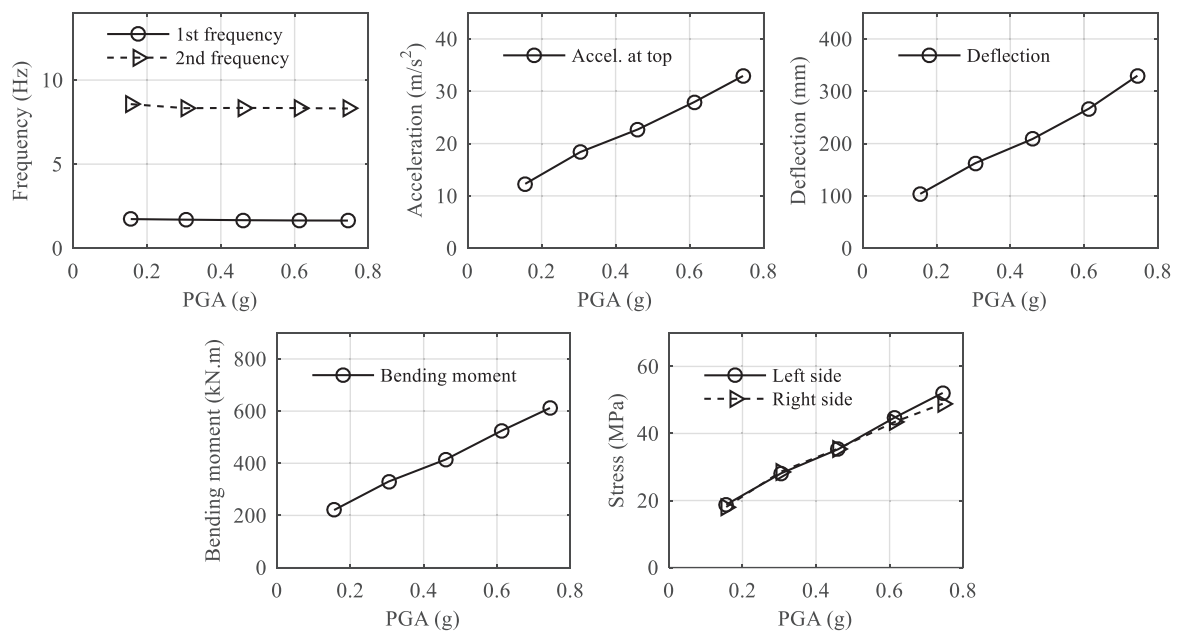 1st frequency
2nd frequency
Frequency (Hz)
10
5
0
0 0.2 0.4 0.6 0.8
PGA (g)
Accel. at top
Acceleration (m/s²)
40
30
20
10
0
0 0.2 0.4 0.6 0.8
PGA (g)
Deflection
Deflection (mm)
400
300
200
100
0
0 0.2 0.4 0.6 0.8
PGA (g)
Bending moment
Bending moment (kN.m)
800
600
400
200
0
0 0.2 0.4 0.6 0.8
PGA (g)
Left side
Right side
Stress (MPa)
60
40
20
0
0 0.2 0.4 0.6 0.8
PGA (g)